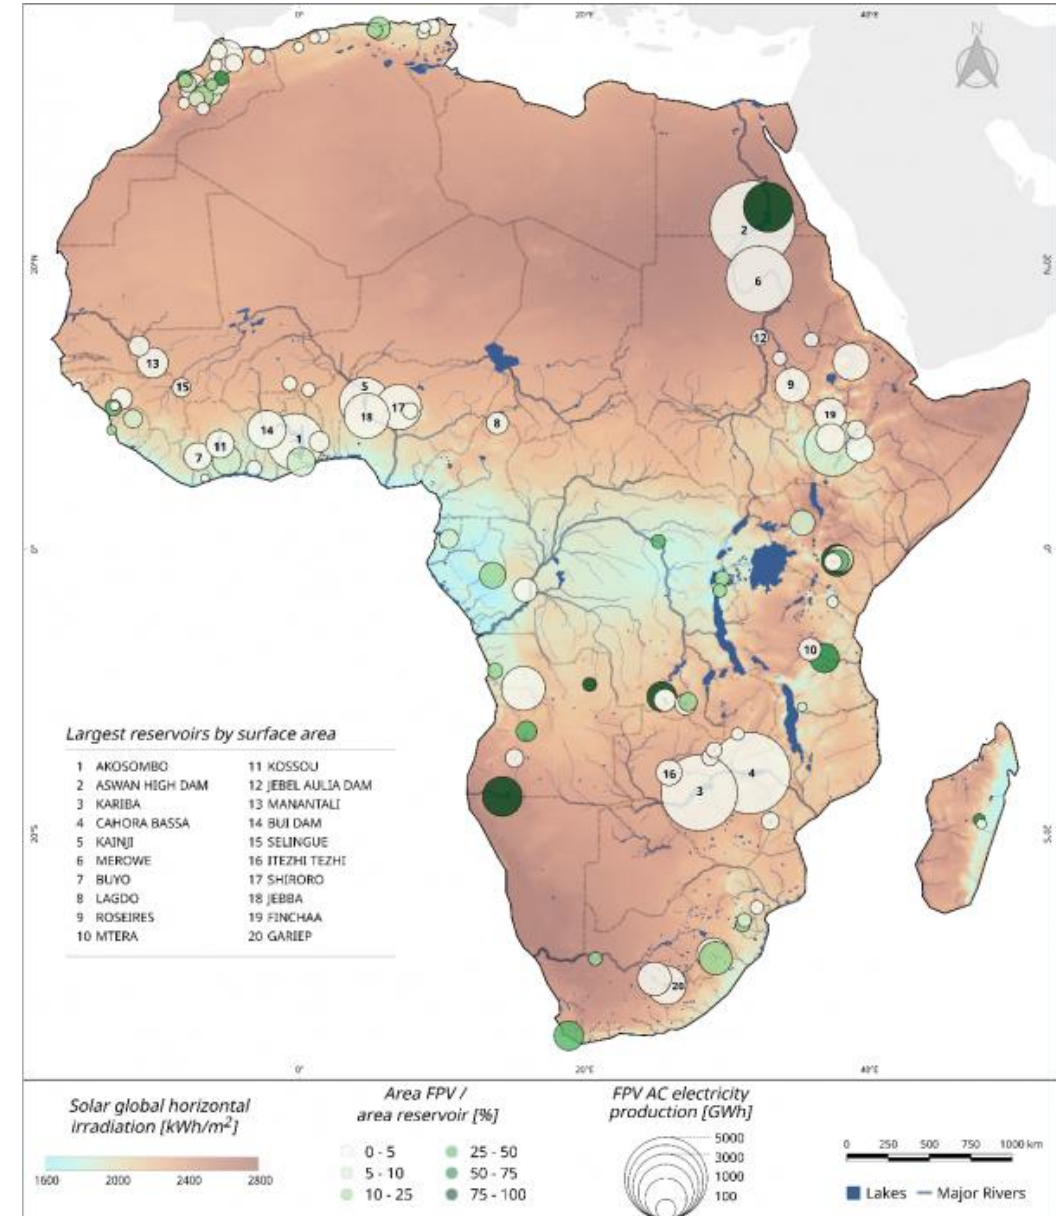 0° 20°E 40°E
N
20°N 20°N
2
6
12
13
15
5
17
18
9
19
8
14
1
11
7
0° 0°
10
Largest reservoirs by surface area
1 AKOSOMBO 11 KOSSOU
2 ASWAN HIGH DAM 12 JEBEL AULIA DAM
3 KARIBA 13 MANANTALI
4 CAHORA BASSA 14 BUI DAM
5 KAINJI 15 SELINGUE
6 MEROWE 16 ITEZHI TEZHI
7 BUYO 17 SHIRORO
8 LAGDO 18 JEBBA
9 ROSEIRES 19 FINCHAA
10 MTERA 20 GARIEP
16
4
3
20°S 20°S
20
0° 20°E 40°E
Solar global horizontal
irradiation [kWh/m2]
1600 2000 2400 2800
Area FPV /
area reservoir [%]
0 - 5 25 - 50
5 - 10 50 - 75
10 - 25 75 - 100
FPV AC electricity
production [GWh]
5000
3000
1000
100
0 250 500 750 1000 km
Lakes Major Rivers